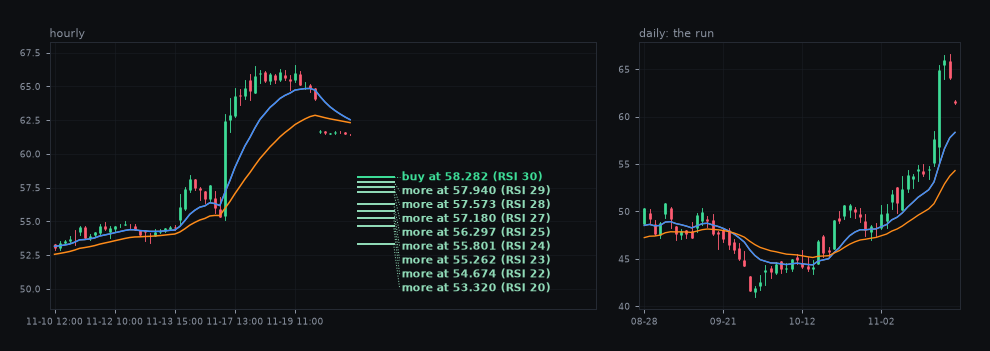 hourly
67.5
65.0
62.5
60.0
57.5
55.0
52.5
50.0
11-10 12:00
11-12 10:00
11-13 15:00
11-17 13:00
11-19 11:00
buy at 58.282 (RSI 30)
more at 57.940 (RSI 29)
more at 57.573 (RSI 28)
more at 57.180 (RSI 27)
more at 56.297 (RSI 25)
more at 55.801 (RSI 24)
more at 55.262 (RSI 23)
more at 54.674 (RSI 22)
more at 53.320 (RSI 20)
daily: the run
65
60
55
50
45
40
08-28
09-21
10-12
11-02